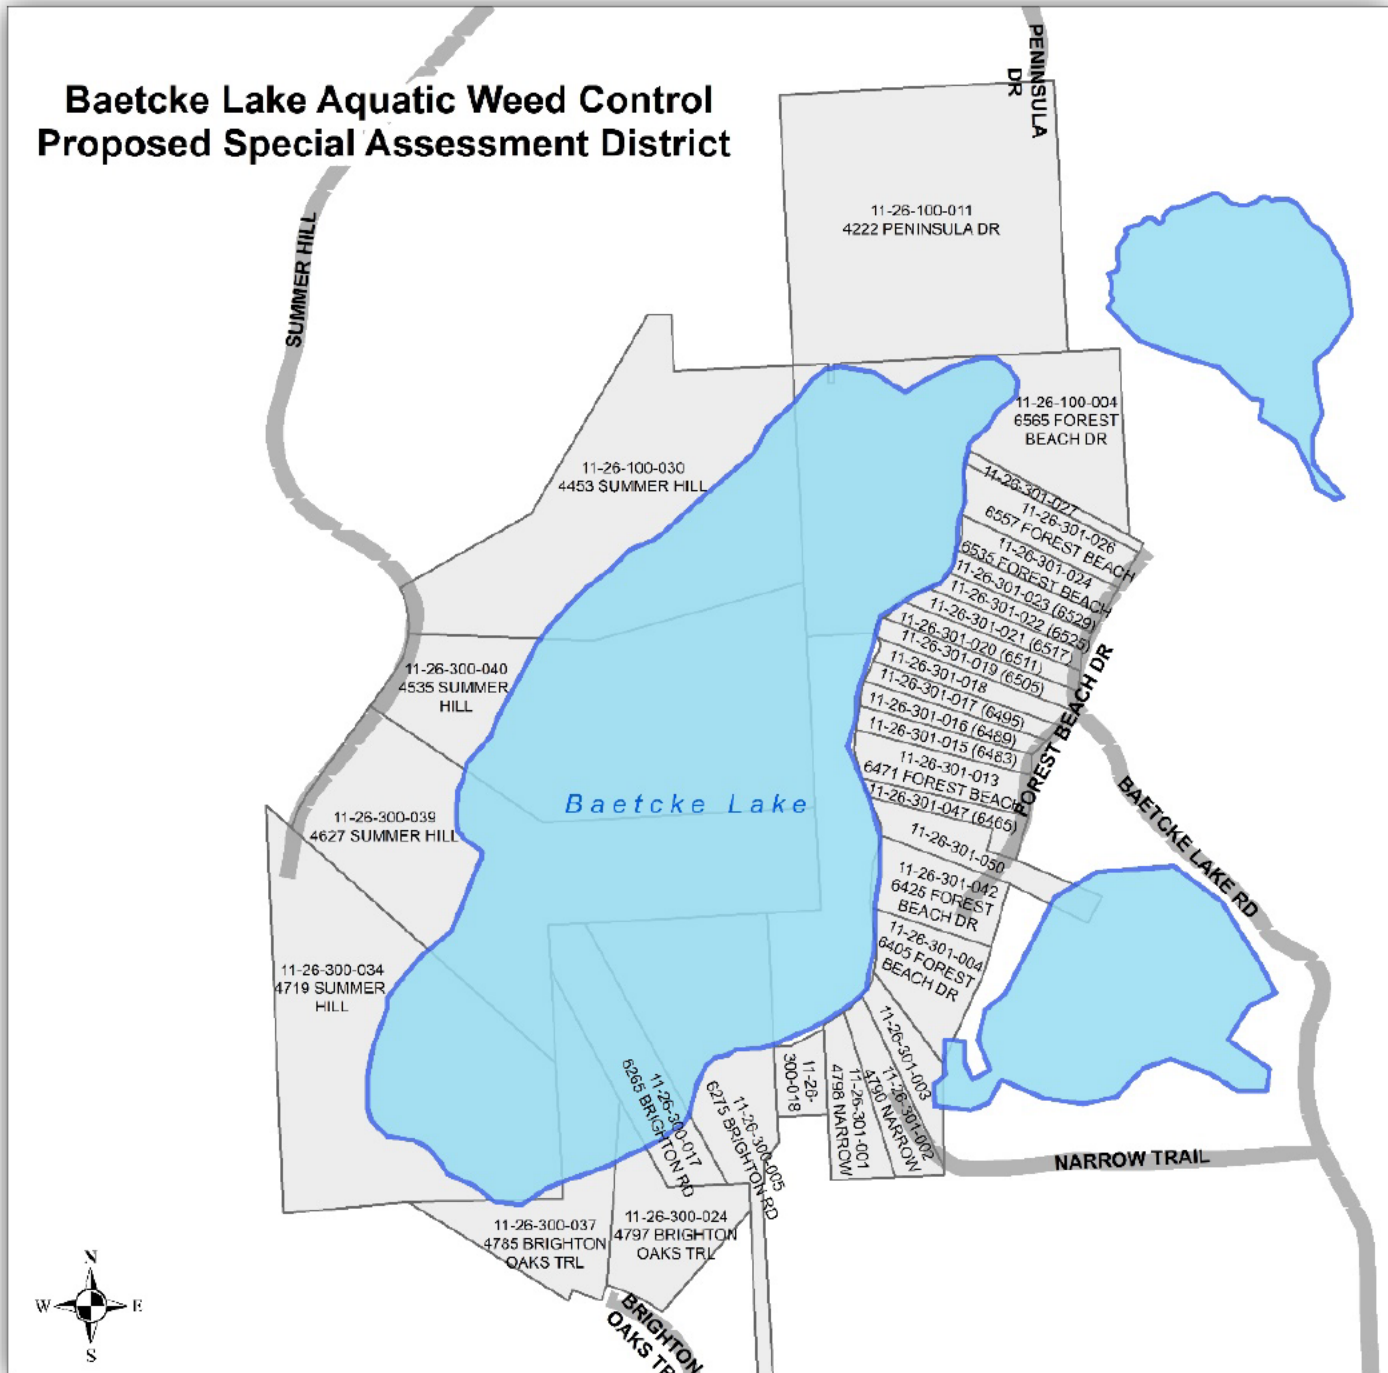 Baetcke Lake Aquatic Weed Control
Proposed Special Assessment District
PENINSULA
DR
SUMMER HILL
11-26-100-011
4222 PENINSULA DR
11-26-100-004
6565 FOREST
BEACH DR
11-26-100-030
4453 SUMMER HILL
11-26-301-027
11-26-301-026
6557 FOREST BEACH
11-26-301-024
6535 FOREST BEACH
11-26-301-023 (6529)
11-26-301-022 (6525)
11-26-301-021 (6517)
11-26-301-020 (6511)
11-26-301-019 (6505)
11-26-301-018
11-26-301-017 (6495)
11-26-301-016 (6489)
11-26-301-015 (6483)
11-26-301-013
6471 FOREST BEACH
11-26-301-047 (6465)
11-26-301-050
11-26-301-042
6425 FOREST
BEACH DR
11-26-301-004
6405 FOREST
BEACH DR
FOREST BEACH DR
BAETCKE LAKE RD
11-26-300-040
4535 SUMMER
HILL
11-26-300-039
4627 SUMMER HILL
Baetcke Lake
11-26-300-034
4719 SUMMER
HILL
11-26-301-003
11-26-301-002
4790 NARROW
11-26-301-001
4798 NARROW
11-26-
300-018
11-26-300-005
6275 BRIGHTON RD
11-26-300-017
6265 BRIGHTON RD
NARROW TRAIL
11-26-300-037
4785 BRIGHTON
OAKS TRL
11-26-300-024
4797 BRIGHTON
OAKS TRL
BRIGHTON
OAKS TR
N
W E
S